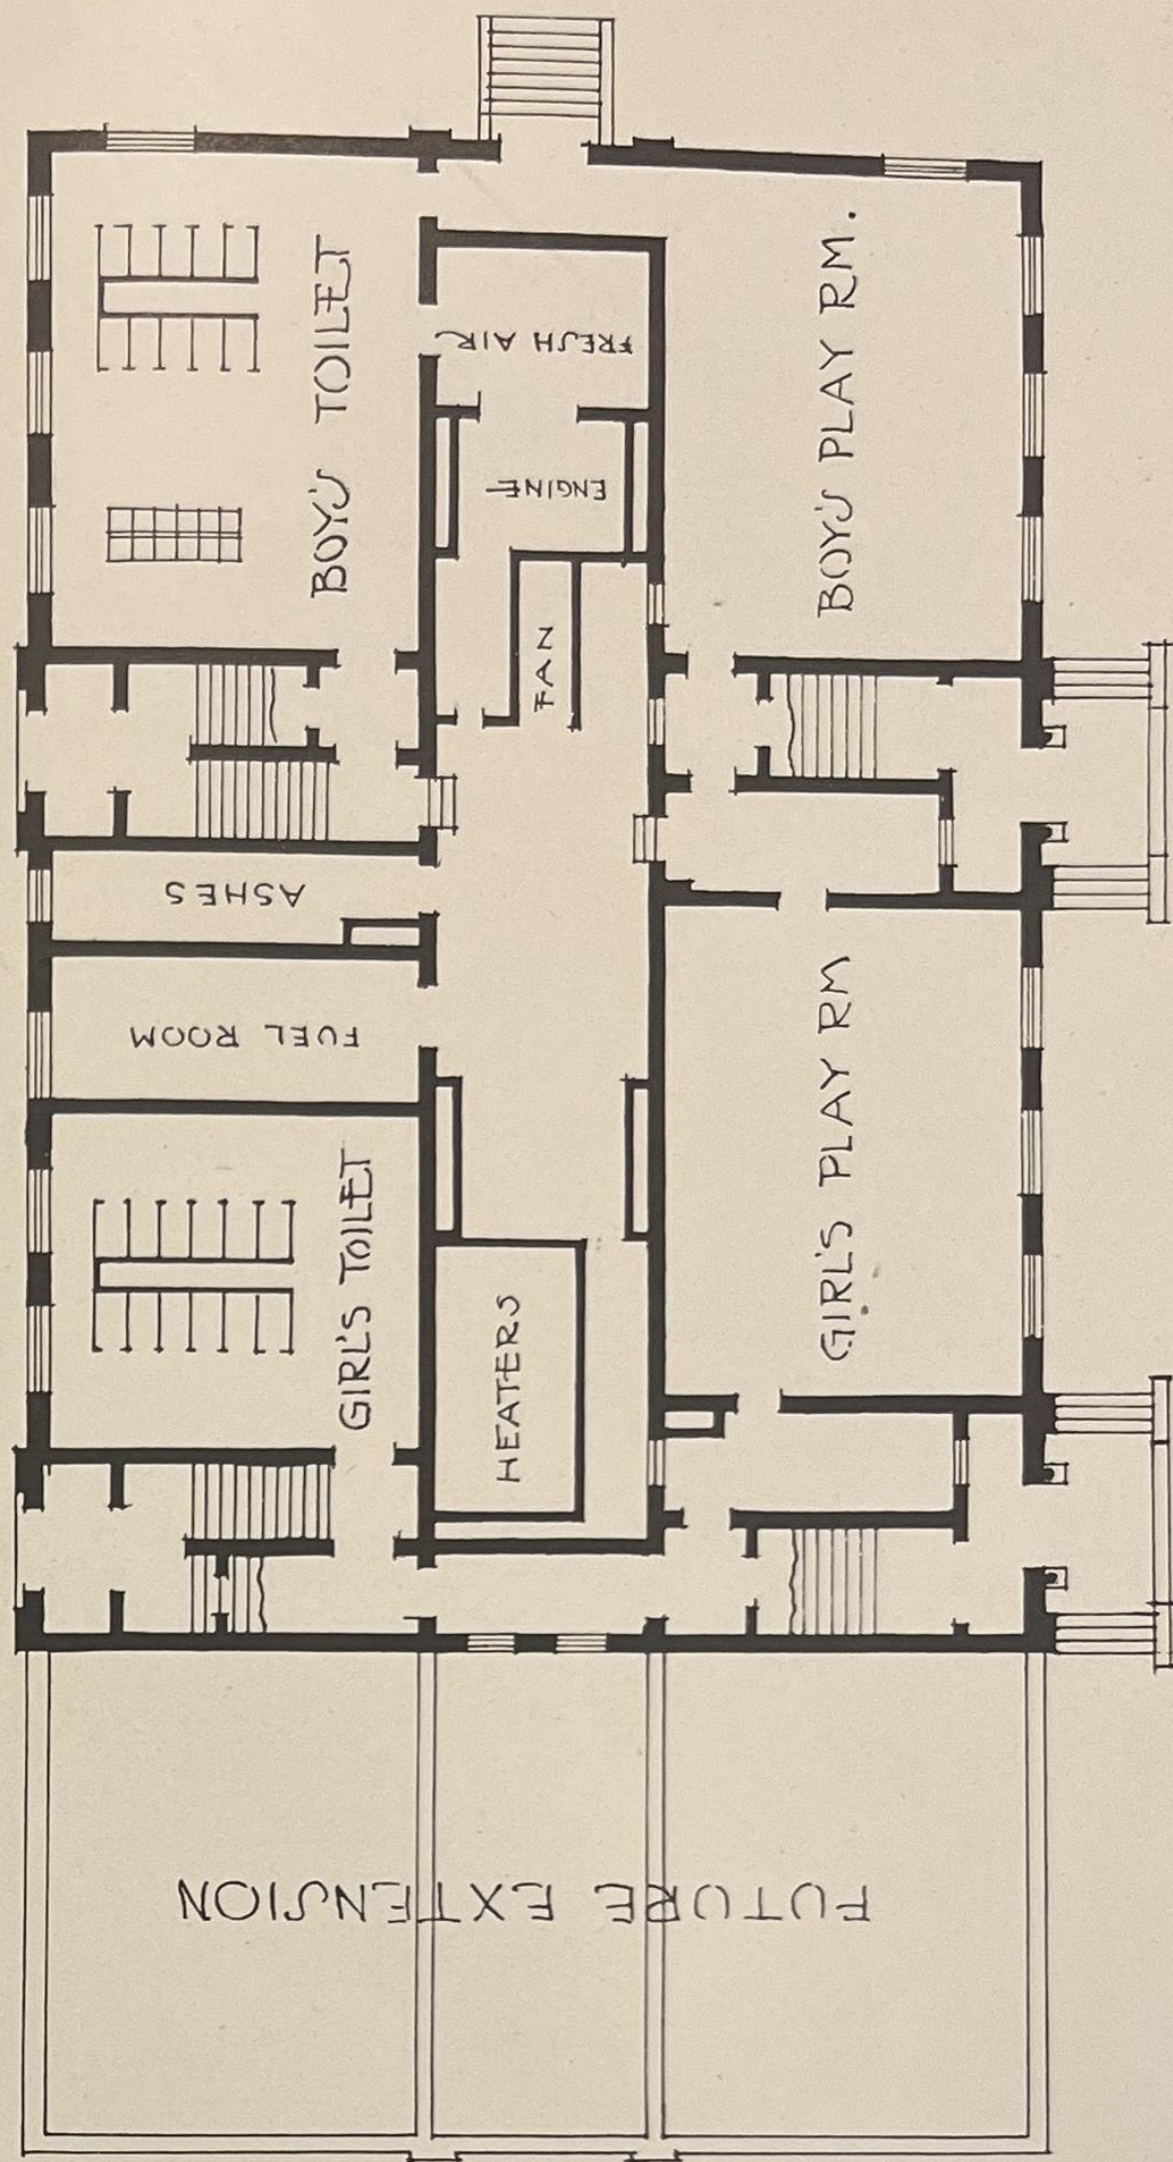 BOY'S TOILET
FRESH AIR
ENGINE
FAN
BOY'S PLAY RM.
ASHES
FUEL ROOM
GIRL'S TOILET
HEATERS
GIRL'S PLAY RM
FUTURE EXTENSION